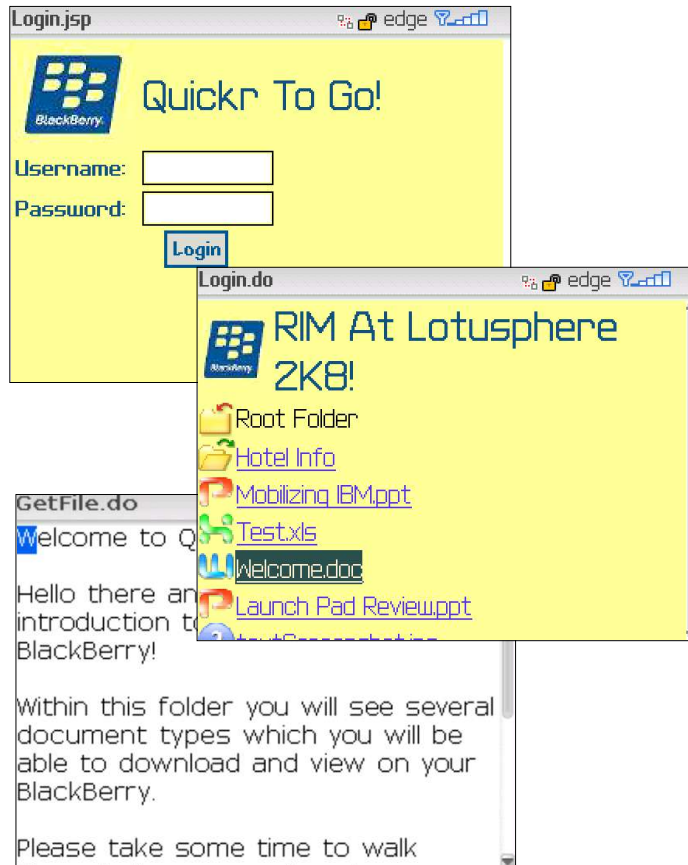 Login.jsp
edge
BlackBerry.
Quickr To Go!
Username:
Password:
Login
Login.do
edge
BlackBerry
RIM At Lotusphere
2K8!
Root Folder
Hotel Info
Mobilizing IBM.ppt
Test.xls
Welcome.doc
Launch Pad Review.ppt
GetFile.do
Welcome to
Hello there
introduction
BlackBerry!
Within this folder you will see several
document types which you will be
able to download and view on your
BlackBerry.
Please take some time to walk